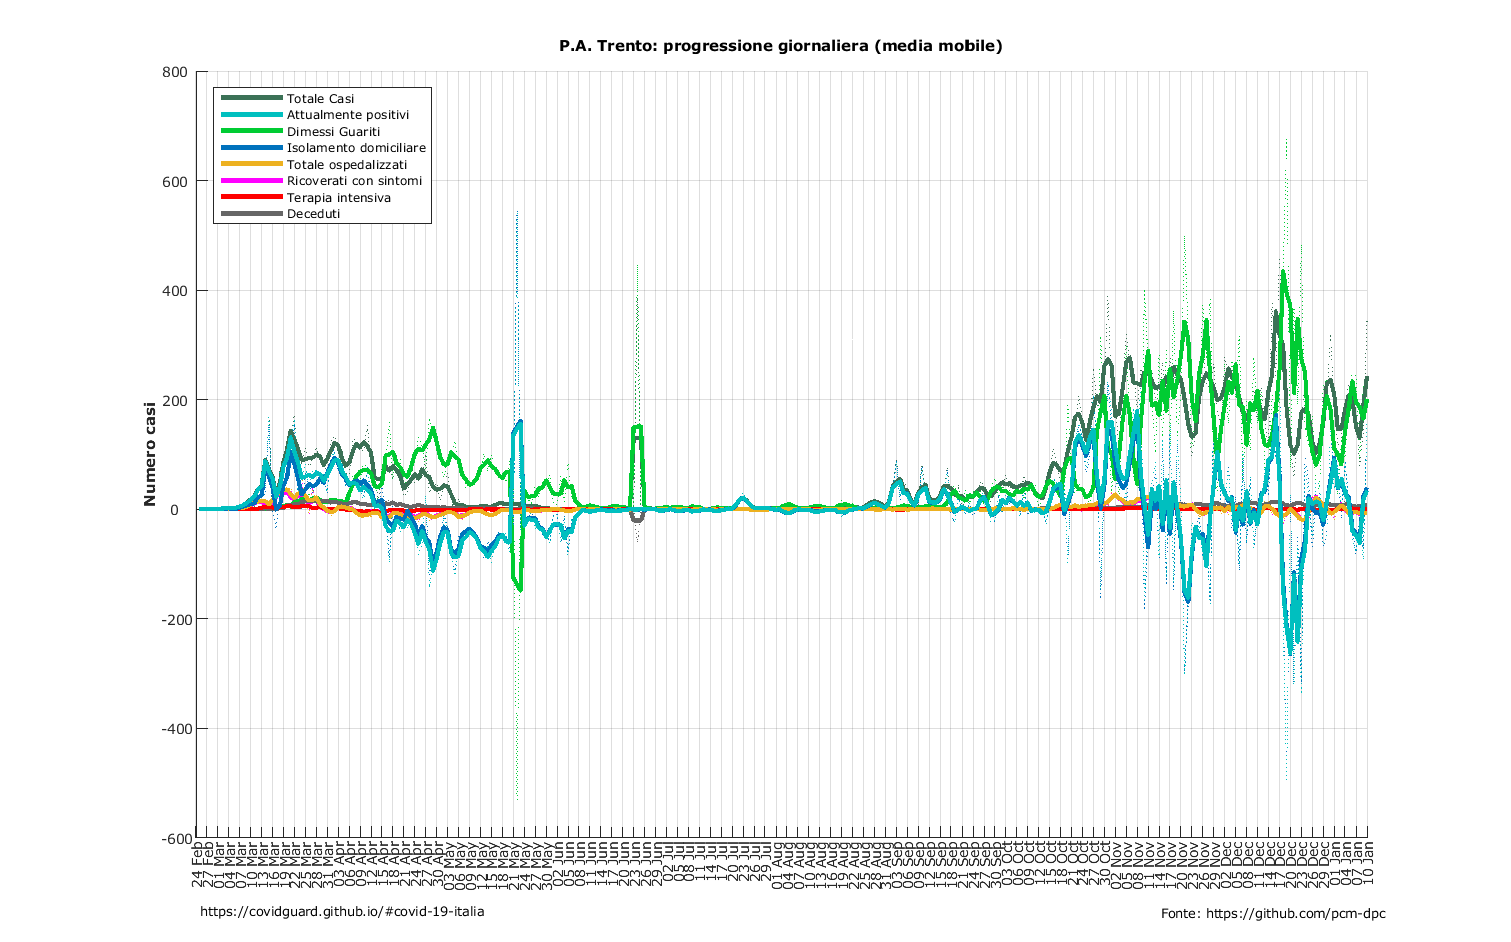 P.A. Trento: progressione giornaliera (media mobile)
Totale Casi
Attualmente positivi
Dimessi Guariti
Isolamento domiciliare
Totale ospedalizzati
Ricoverati con sintomi
Terapia intensiva
Deceduti
Numero casi
800
600
400
200
0
-200
-400
-600
24 Feb
27 Feb
01 Mar
04 Mar
07 Mar
10 Mar
13 Mar
16 Mar
19 Mar
22 Mar
25 Mar
28 Mar
31 Mar
03 Apr
06 Apr
09 Apr
12 Apr
15 Apr
18 Apr
21 Apr
24 Apr
27 Apr
30 Apr
03 May
06 May
09 May
12 May
15 May
18 May
21 May
24 May
27 May
30 May
02 Jun
05 Jun
08 Jun
11 Jun
14 Jun
17 Jun
20 Jun
23 Jun
26 Jun
29 Jun
02 Jul
05 Jul
08 Jul
11 Jul
14 Jul
17 Jul
20 Jul
23 Jul
26 Jul
29 Jul
01 Aug
04 Aug
07 Aug
10 Aug
13 Aug
16 Aug
19 Aug
22 Aug
25 Aug
28 Aug
31 Aug
03 Sep
06 Sep
09 Sep
12 Sep
15 Sep
18 Sep
21 Sep
24 Sep
27 Sep
30 Sep
03 Oct
06 Oct
09 Oct
12 Oct
15 Oct
18 Oct
21 Oct
24 Oct
27 Oct
30 Oct
02 Nov
05 Nov
08 Nov
11 Nov
14 Nov
17 Nov
20 Nov
23 Nov
26 Nov
29 Nov
02 Dec
05 Dec
08 Dec
11 Dec
14 Dec
17 Dec
20 Dec
23 Dec
26 Dec
29 Dec
01 Jan
04 Jan
07 Jan
10 Jan
https://covidguard.github.io/#covid-19-italia
Fonte: https://github.com/pcm-dpc